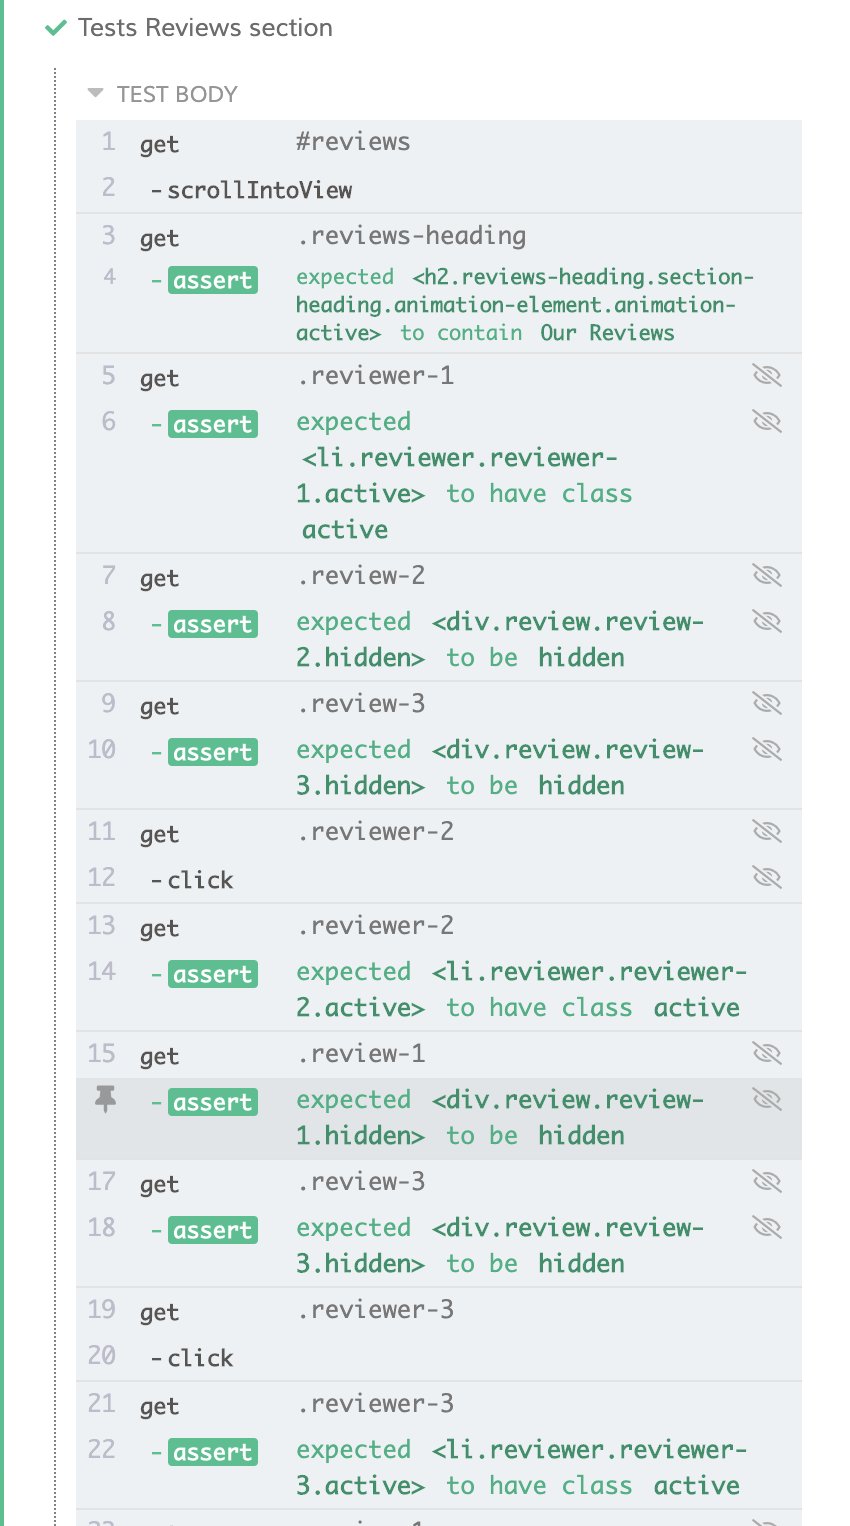 Tests Reviews section
TEST BODY
1 get #reviews
2 -scrollIntoView
3 get .reviews-heading
4 -assert expected <h2.reviews-heading.section-
heading.animation-element.animation-
active> to contain Our Reviews
5 get .reviewer-1
6 -assert expected
<li.reviewer.reviewer-
1.active> to have class
active
7 get .review-2
8 -assert expected <div.review.review-
2.hidden> to be hidden
9 get .review-3
10 -assert expected <div.review.review-
3.hidden> to be hidden
11 get .reviewer-2
12 -click
13 get .reviewer-2
14 -assert expected <li.reviewer.reviewer-
2.active> to have class active
15 get .review-1
-assert expected <div.review.review-
1.hidden> to be hidden
17 get .review-3
18 -assert expected <div.review.review-
3.hidden> to be hidden
19 get .reviewer-3
20 -click
21 get .reviewer-3
22 -assert expected <li.reviewer.reviewer-
3.active> to have class active